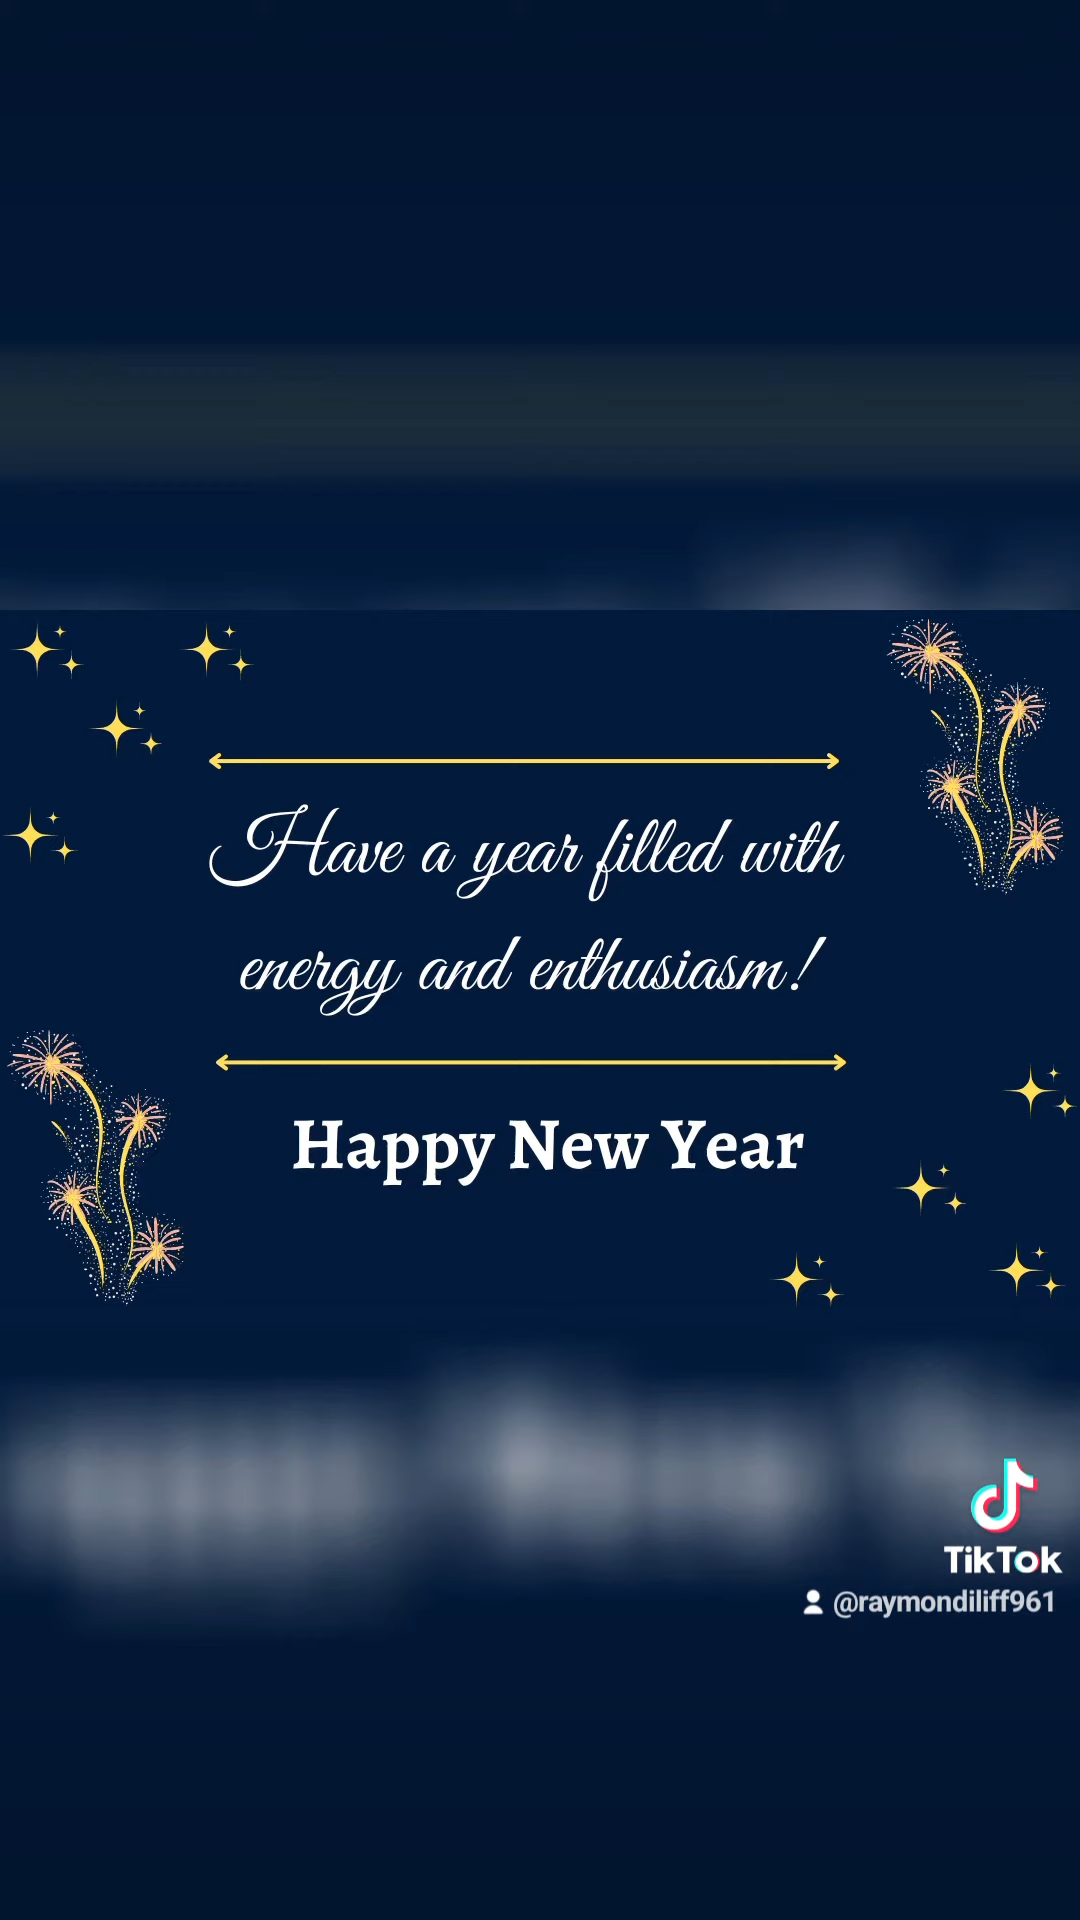 Have a year filled with
energy and enthusiasm!
Happy New Year
TikTok
@raymondiliff961